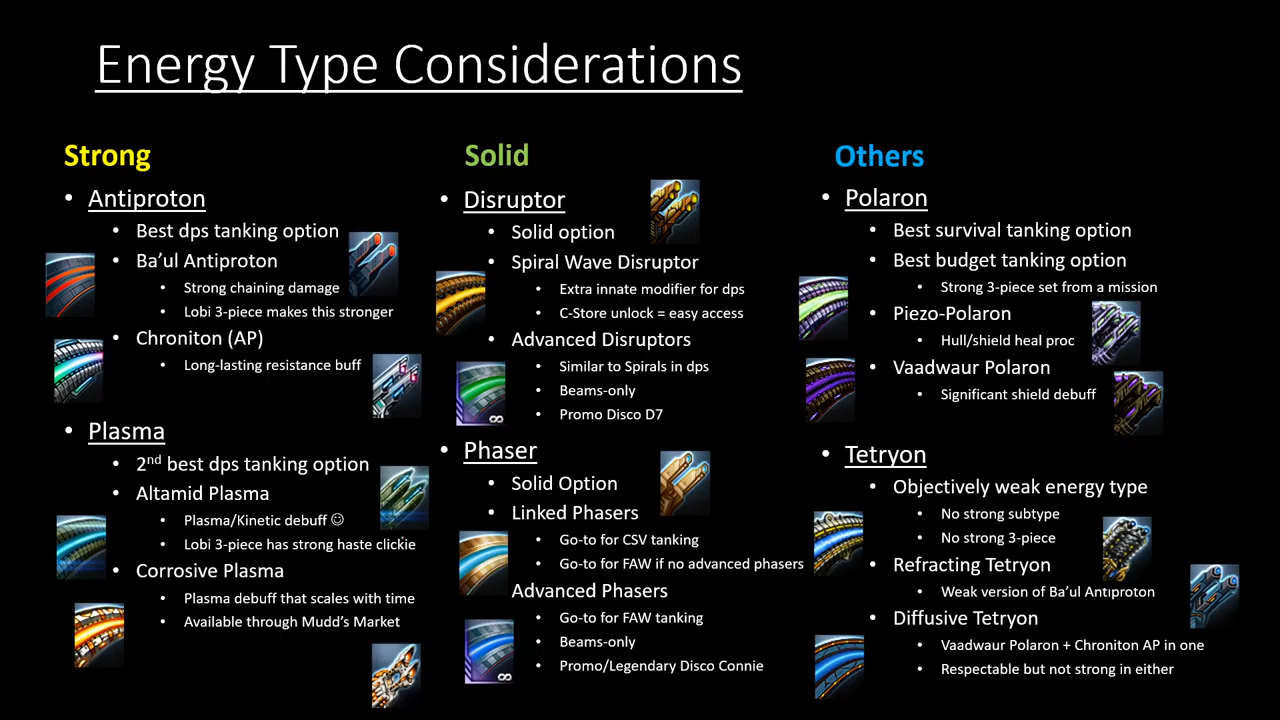 Energy Type Considerations
Strong
• Antiproton
• Best dps tanking option
• Ba'ul Antiproton
• Strong chaining damage
• Lobi 3-piece makes this stronger
• Chroniton (AP)
• Long-lasting resistance buff
• Plasma
• 2nd best dps tanking option
• Altamid Plasma
• Plasma/Kinetic debuff ☺
• Lobi 3-piece has strong haste clickie
• Corrosive Plasma
• Plasma debuff that scales with time
• Available through Mudd's Market
Solid
• Disruptor
• Solid option
• Spiral Wave Disruptor
• Extra innate modifier for dps
• C-Store unlock = easy access
• Advanced Disruptors
• Similar to Spirals in dps
• Beams-only
• Promo Disco D7
• Phaser
• Solid Option
• Linked Phasers
• Go-to for CSV tanking
• Go-to for FAW if no advanced phasers
Advanced Phasers
• Go-to for FAW tanking
• Beams-only
• Promo/Legendary Disco Connie
Others
• Polaron
• Best survival tanking option
• Best budget tanking option
• Strong 3-piece set from a mission
• Piezo-Polaron
• Hull/shield heal proc
• Vaadwaur Polaron
• Significant shield debuff
• Tetryon
• Objectively weak energy type
• No strong subtype
• No strong 3-piece
• Refracting Tetryon
• Weak version of Ba'ul Antiproton
• Diffusive Tetryon
• Vaadwaur Polaron + Chroniton AP in one
• Respectable but not strong in either